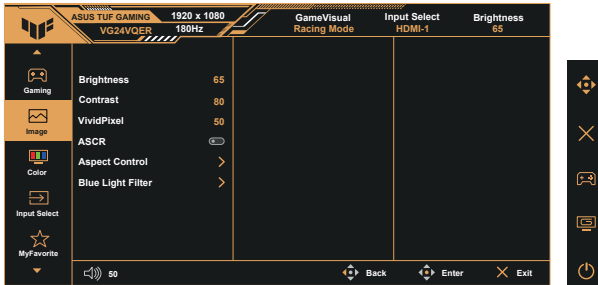 ASUS TUF GAMING 1920 x 1080 GameVisual Input Select Brightness
VG24VQER 180Hz Racing Mode HDMI-1 65
Gaming
Image
Color
Input Select
MyFavorite
Brightness 65
Contrast 80
VividPixel 50
ASCR
Aspect Control
Blue Light Filter
50 Back Enter Exit